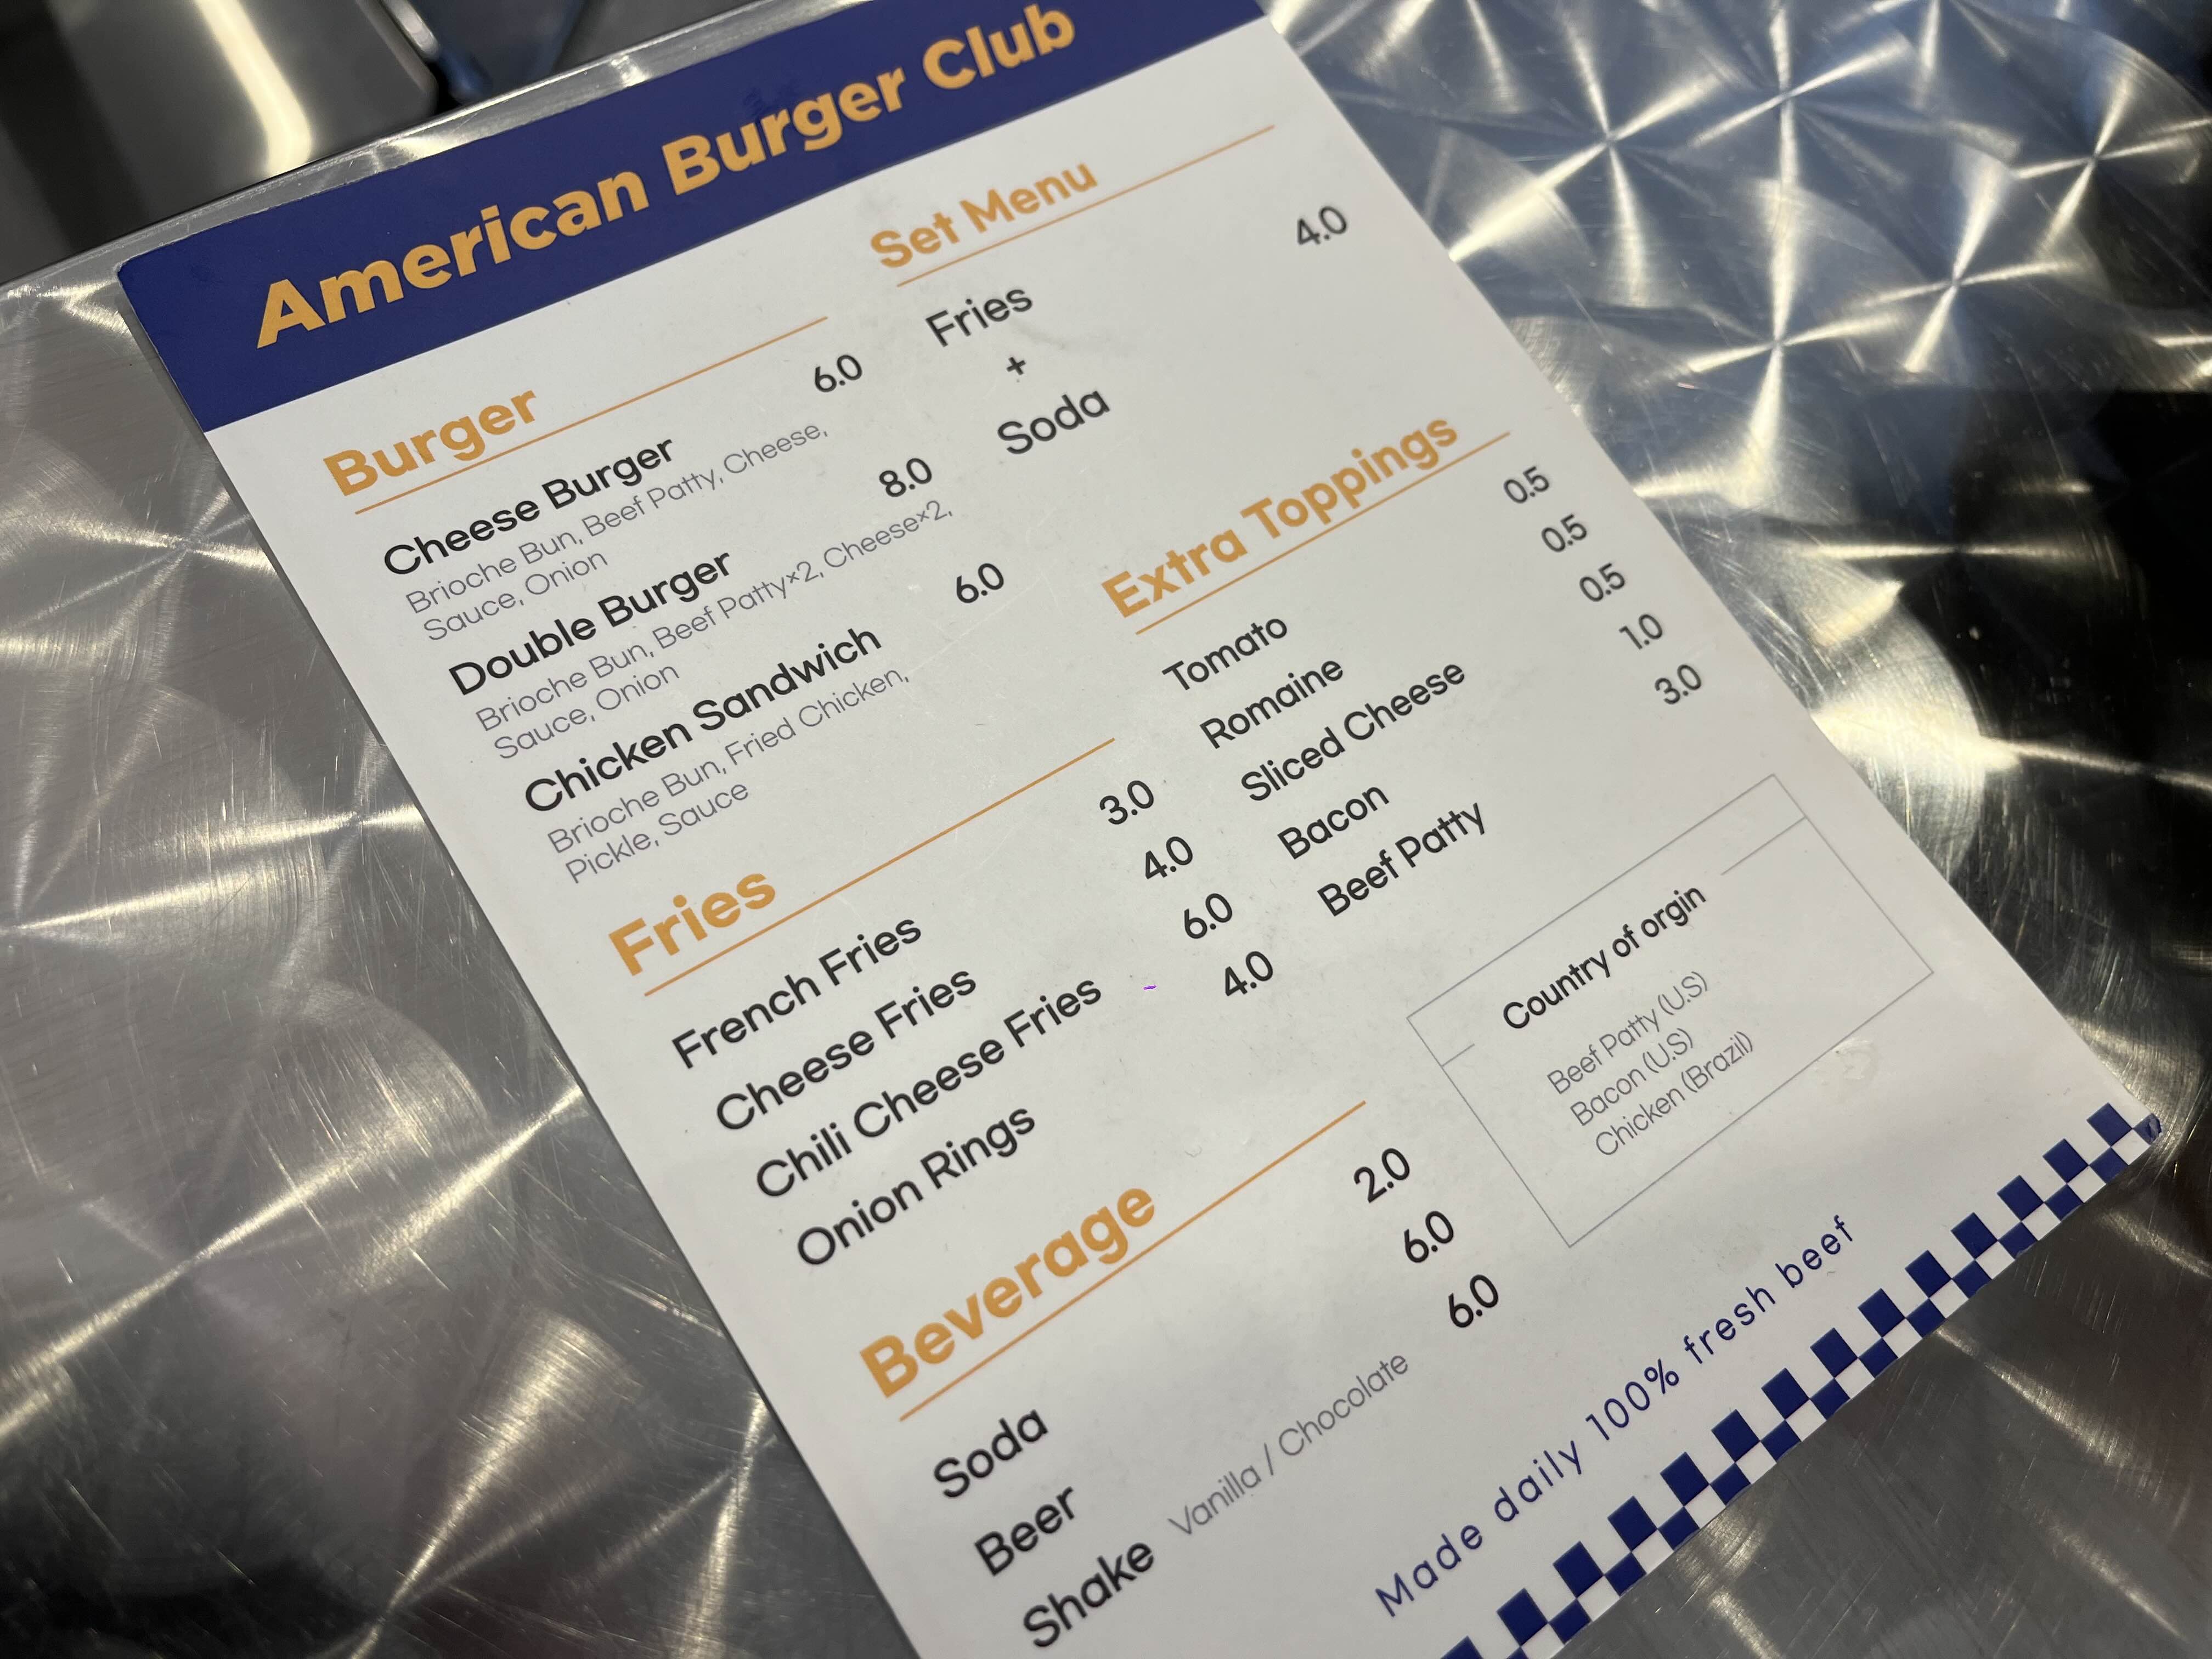 American Burger Club
Burger
Cheese Burger 6.0
Brioche Bun, Beef Patty, Cheese,
Sauce, Onion
Double Burger 8.0
Brioche Bun, Beef Patty×2, Cheese×2,
Sauce, Onion
Chicken Sandwich 6.0
Brioche Bun, Fried Chicken,
Pickle, Sauce
Fries
French Fries 3.0
Cheese Fries 4.0
Chili Cheese Fries 6.0
Onion Rings 4.0
Beverage
Soda 2.0
Beer 6.0
Shake Vanilla / Chocolate 6.0
Set Menu
Fries 4.0
+
Soda
Extra Toppings
Tomato 0.5
Romaine 0.5
Sliced Cheese 0.5
Bacon 1.0
Beef Patty 3.0
Country of orgin
Beef Patty (U.S)
Bacon (U.S)
Chicken (Brazil)
Made daily 100% fresh beef